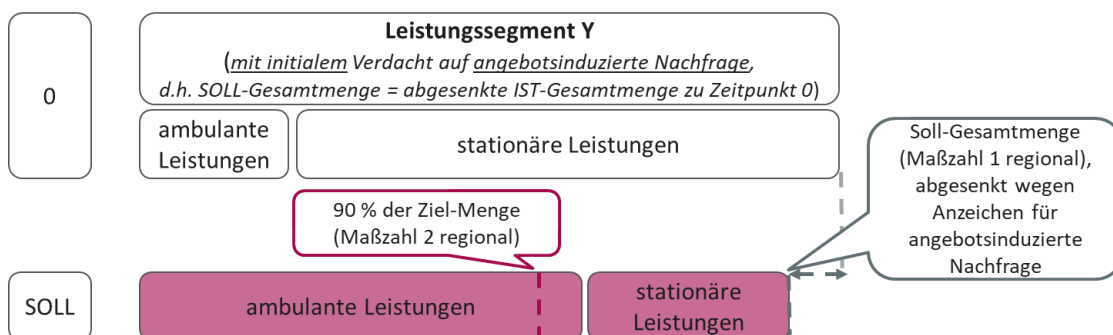 Leistungssegment Y
(mit initialem Verdacht auf angebotsinduzierte Nachfrage,
d.h. SOLL-Gesamtmenge = abgesenkte IST-Gesamtmenge zu Zeitpunkt 0)
0
ambulante
Leistungen
stationäre Leistungen
Soll-Gesamtmenge
(Maßzahl 1 regional),
abgesenkt wegen
Anzeichen für
angebotsinduzierte
Nachfrage
90 % der Ziel-Menge
(Maßzahl 2 regional)
SOLL
ambulante Leistungen
stationäre
Leistungen